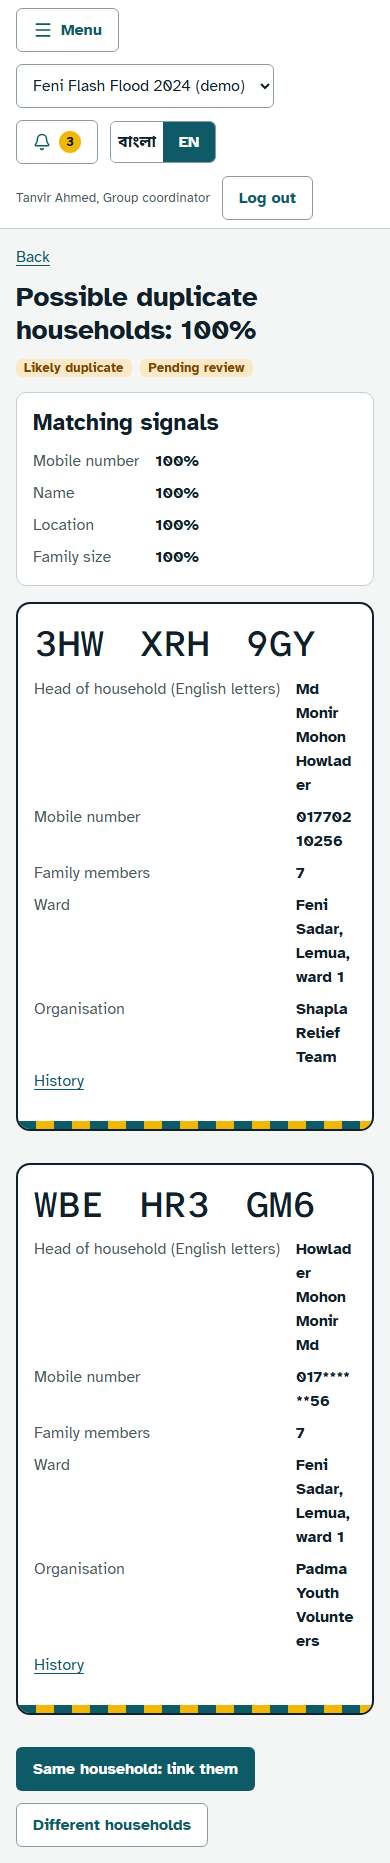 Menu
Feni Flash Flood 2024 (demo)
3
বাংলা EN
Tanvir Ahmed, Group coordinator Log out
Back
Possible duplicate
households: 100%
Likely duplicate Pending review
Matching signals
Mobile number 100%
Name 100%
Location 100%
Family size 100%
3HW XRH 9GY
Head of household (English letters) Md
Monir
Mohon
Howlad
er
Mobile number 017702
10256
Family members 7
Ward Feni
Sadar,
Lemua,
ward 1
Organisation Shapla
Relief
Team
History
WBE HR3 GM6
Head of household (English letters) Howlad
er
Mohon
Monir
Md
Mobile number 017****
**56
Family members 7
Ward Feni
Sadar,
Lemua,
ward 1
Organisation Padma
Youth
Volunte
ers
History
Same household: link them
Different households